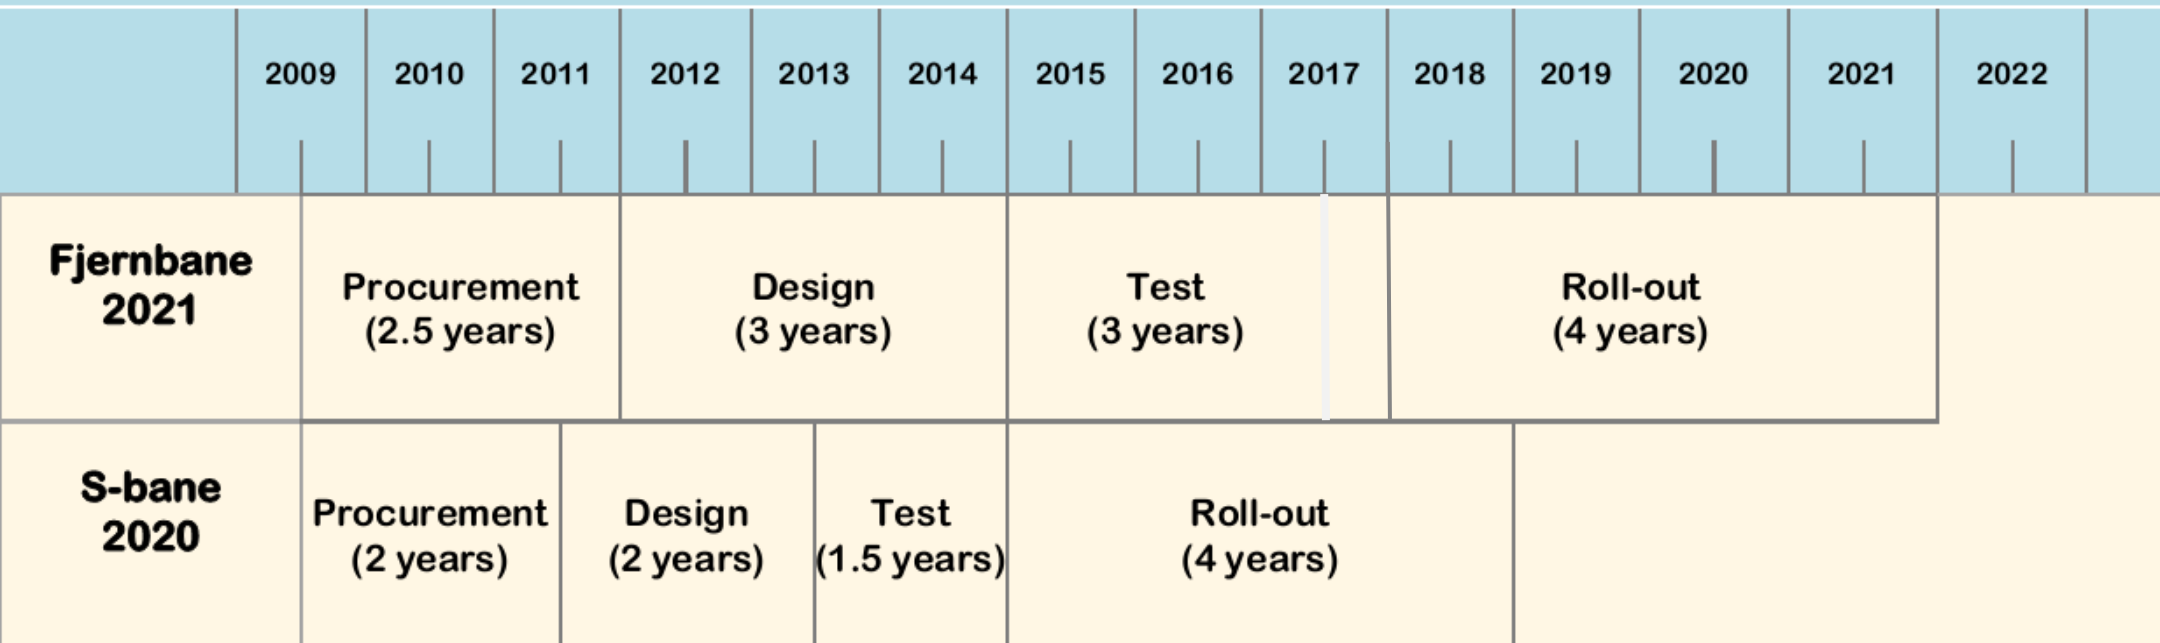 2009 2010 2011 2012 2013 2014 2015 2016 2017 2018 2019 2020 2021 2022
Fjernbane
2021
Procurement
(2.5 years)
Design
(3 years)
Test
(3 years)
Roll-out
(4 years)
S-bane
2020
Procurement
(2 years)
Design
(2 years)
Test
(1.5 years)
Roll-out
(4 years)